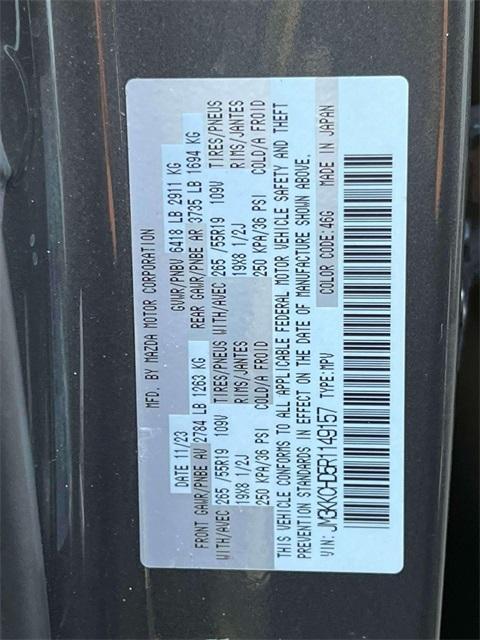 MFD. BY MAZDA MOTOR CORPORATION
DATE 11/23 GVWR/PNBV 6418 LB 2911 KG
FRONT GAWR/PNBE AV 2784 LB 1263 KG REAR GAWR/PNBE AR 3735 LB 1694 KG
WITH/AVEC 265 /55R19 109V TIRES/PNEUS WITH/AVEC 265 /55R19 109V TIRES/PNEUS
19X8 1/2J RIMS/JANTES 19X8 1/2J RIMS/JANTES
250 KPA/36 PSI COLD/A FROID 250 KPA/36 PSI COLD/A FROID
THIS VEHICLE CONFORMS TO ALL APPLICABLE FEDERAL MOTOR VEHICLE SAFETY AND THEFT
PREVENTION STANDARDS IN EFFECT ON THE DATE OF MANUFACTURE SHOWN ABOVE.
VIN: JM3KKCHD5R1149157 TYPE:MPV COLOR CODE:46G MADE IN JAPAN